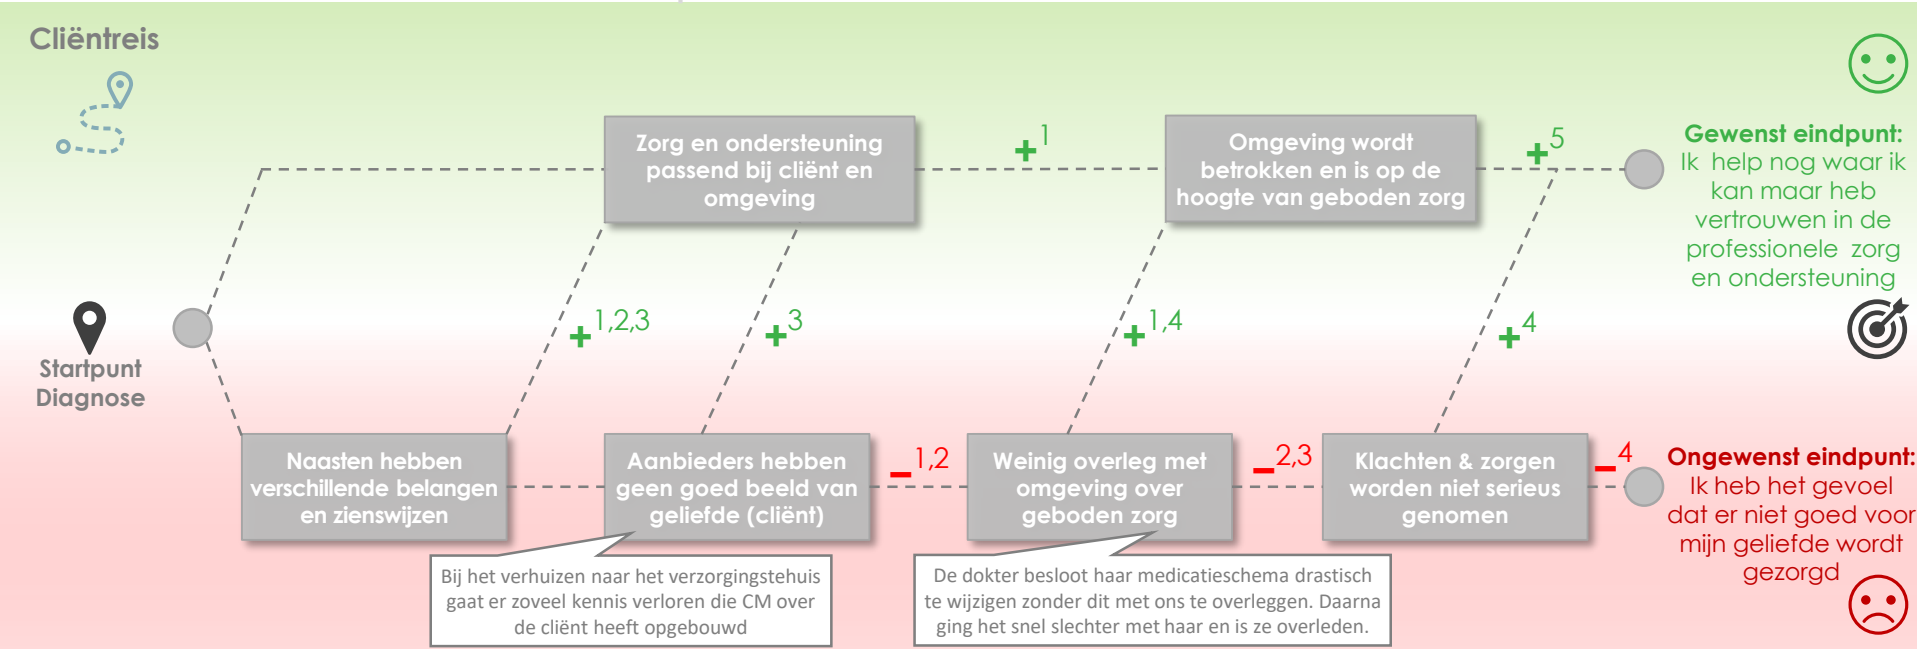 Cliëntreis
Zorg en ondersteuning
passend bij cliënt en
omgeving
+1
Omgeving wordt
betrokken en is op de
hoogte van geboden zorg
+5
Gewenst eindpunt:
Ik help nog waar ik
kan maar heb
vertrouwen in de
professionele zorg
en ondersteuning
Startpunt
Diagnose
+1,2,3
+3
+1,4
+4
Naasten hebben
verschillende belangen
en zienswijzen
Aanbieders hebben
geen goed beeld van
geliefde (cliënt)
–1,2
Weinig overleg met
omgeving over
geboden zorg
–2,3
Klachten & zorgen
worden niet serieus
genomen
–4
Ongewenst eindpunt:
Ik heb het gevoel
dat er niet goed voor
mijn geliefde wordt
gezorgd
Bij het verhuizen naar het verzorgingstehuis
gaat er zoveel kennis verloren die CM over
de cliënt heeft opgebouwd
De dokter besloot haar medicatieschema drastisch
te wijzigen zonder dit met ons te overleggen. Daarna
ging het snel slechter met haar en is ze overleden.